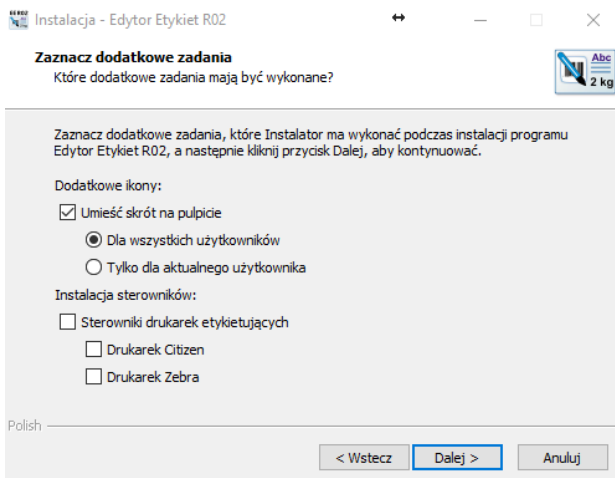 Instalacja - Edytor Etykiet R02
Zaznacz dodatkowe zadania
Które dodatkowe zadania mają być wykonane?
Abc
2 kg
Zaznacz dodatkowe zadania, które Instalator ma wykonać podczas instalacji programu
Edytor Etykiet R02, a następnie kliknij przycisk Dalej, aby kontynuować.
Dodatkowe ikony:
Umieść skrót na pulpicie
Dla wszystkich użytkowników
Tylko dla aktualnego użytkownika
Instalacja sterowników:
Sterowniki drukarek etykietujących
Drukarek Citizen
Drukarek Zebra
Polish
< Wstecz
Dalej >
Anuluj